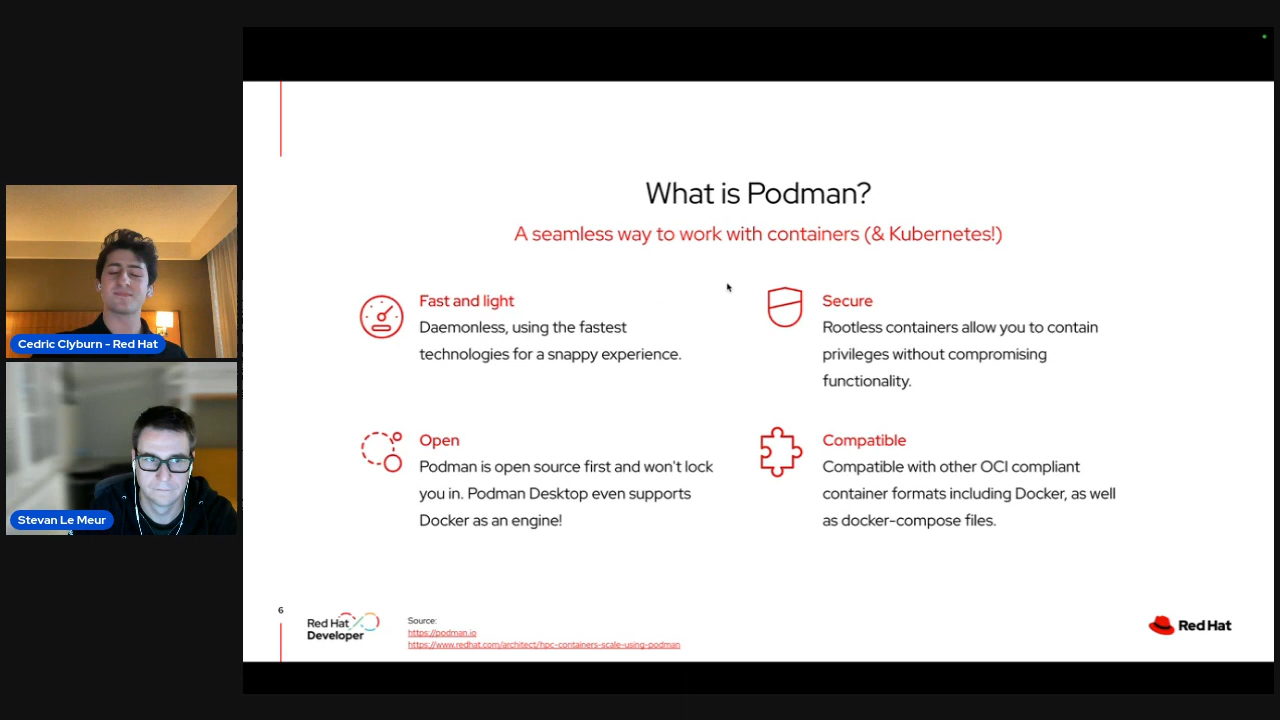 What is Podman?
A seamless way to work with containers (& Kubernetes!)
Fast and light
Daemonless, using the fastest
technologies for a snappy experience.
Secure
Rootless containers allow you to contain
privileges without compromising
functionality.
Open
Podman is open source first and won't lock
you in. Podman Desktop even supports
Docker as an engine!
Compatible
Compatible with other OCI compliant
container formats including Docker, as well
as docker-compose files.
Cedric Clyburn - Red Hat
Stevan Le Meur
6
Red Hat
Developer
Source:
https://podman.io
https://www.redhat.com/architect/hpc-containers-scale-using-podman
Red Hat